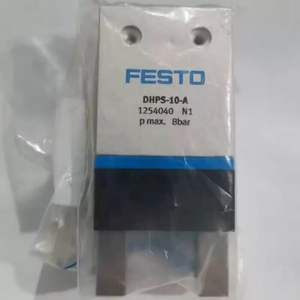 FESTO
DHPS-10-A
1254040 N1
p max. 8bar